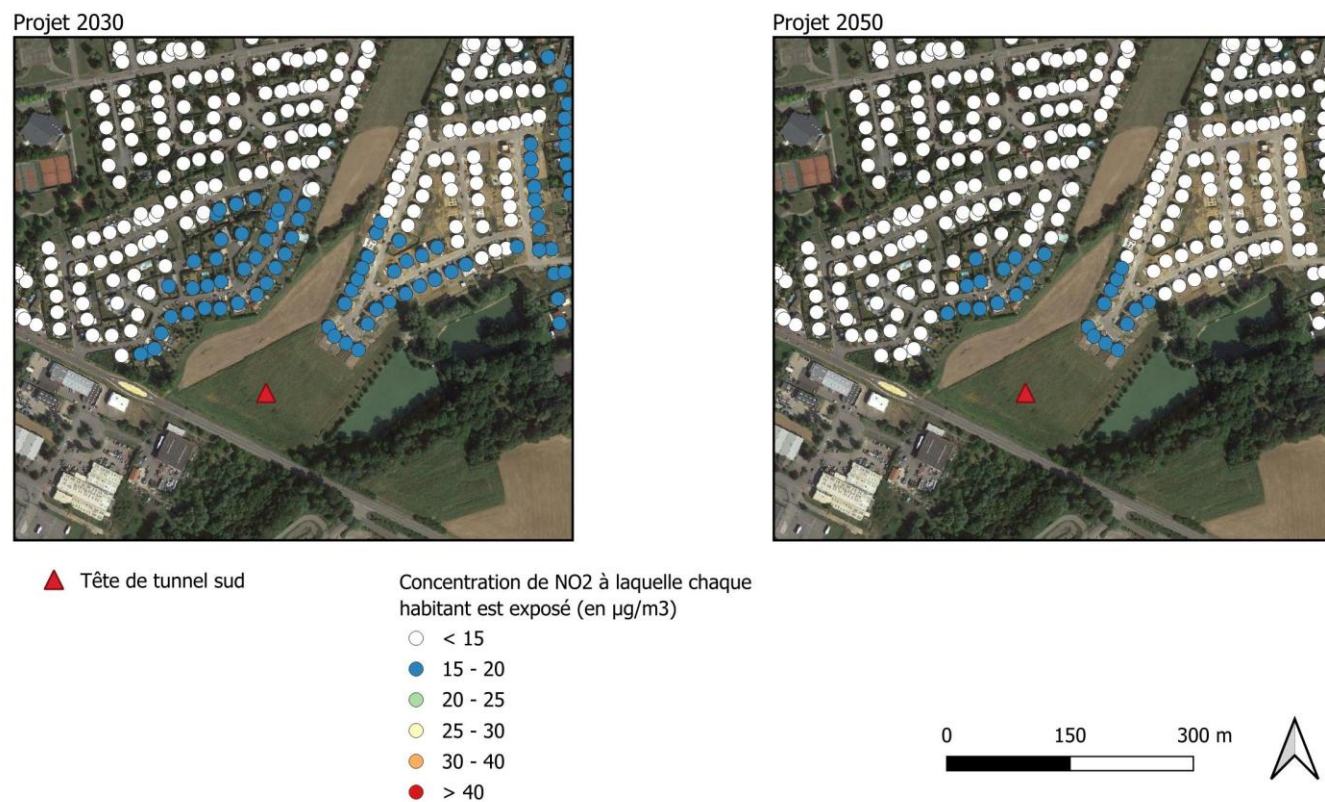 Projet 2030
Projet 2050
Tête de tunnel sud
Concentration de NO2 à laquelle chaque
habitant est exposé (en µg/m3)
< 15
15 - 20
20 - 25
25 - 30
30 - 40
> 40
0 150 300 m